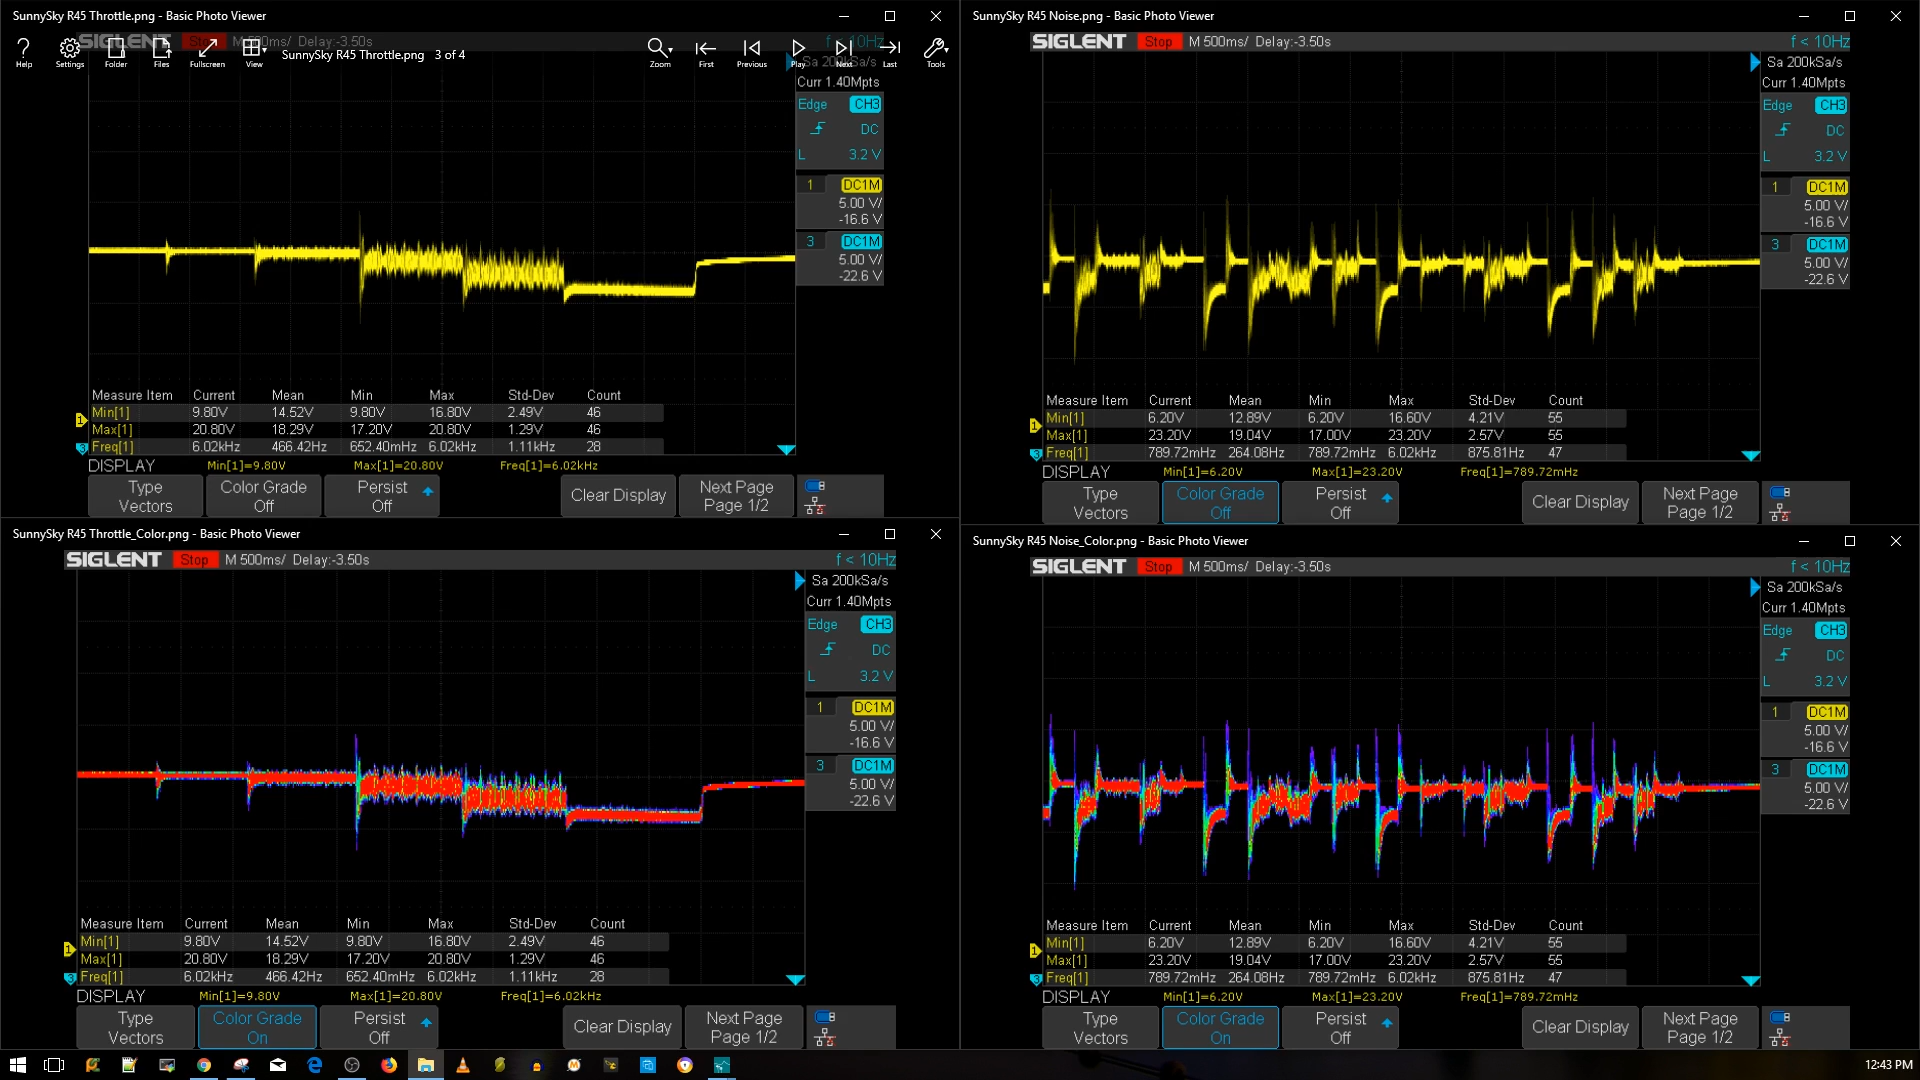 SunnySky R45 Throttle.png - Basic Photo Viewer
SIGLENT Stop M 500ms/ Delay:-3.50s
f < 10Hz
Help Settings Folder Files Fullscreen View
SunnySky R45 Throttle.png 3 of 4
Zoom First Previous Play Next Last Tools
Sa 200kSa/s
Curr 1.40Mpts
Edge CH3
DC
L 3.2 V
1 DC1M
5.00 V/
-16.6 V
3 DC1M
5.00 V/
-22.6 V
Measure Item Current Mean Min Max Std-Dev Count
1 Min[1] 9.80V 14.52V 9.80V 16.80V 2.49V 46
Max[1] 20.80V 18.29V 17.20V 20.80V 1.29V 46
3 Freq[1] 6.02kHz 466.42Hz 652.40mHz 6.02kHz 1.11kHz 28
DISPLAY Min[1]=9.80V Max[1]=20.80V Freq[1]=6.02kHz
Type Color Grade Persist Clear Display Next Page
Vectors Off Off Page 1/2
SunnySky R45 Noise.png - Basic Photo Viewer
SIGLENT Stop M 500ms/ Delay:-3.50s
f < 10Hz
Sa 200kSa/s
Curr 1.40Mpts
Edge CH3
DC
L 3.2 V
1 DC1M
5.00 V/
-16.6 V
3 DC1M
5.00 V/
-22.6 V
Measure Item Current Mean Min Max Std-Dev Count
1 Min[1] 6.20V 12.89V 6.20V 16.60V 4.21V 55
Max[1] 23.20V 19.04V 17.00V 23.20V 2.57V 55
3 Freq[1] 789.72mHz 264.08Hz 789.72mHz 6.02kHz 875.81Hz 47
DISPLAY Min[1]=6.20V Max[1]=23.20V Freq[1]=789.72mHz
Type Color Grade Persist Clear Display Next Page
Vectors Off Off Page 1/2
SunnySky R45 Throttle_Color.png - Basic Photo Viewer
SIGLENT Stop M 500ms/ Delay:-3.50s
f < 10Hz
Sa 200kSa/s
Curr 1.40Mpts
Edge CH3
DC
L 3.2 V
1 DC1M
5.00 V/
-16.6 V
3 DC1M
5.00 V/
-22.6 V
Measure Item Current Mean Min Max Std-Dev Count
1 Min[1] 9.80V 14.52V 9.80V 16.80V 2.49V 46
Max[1] 20.80V 18.29V 17.20V 20.80V 1.29V 46
3 Freq[1] 6.02kHz 466.42Hz 652.40mHz 6.02kHz 1.11kHz 28
DISPLAY Min[1]=9.80V Max[1]=20.80V Freq[1]=6.02kHz
Type Color Grade Persist Clear Display Next Page
Vectors On Off Page 1/2
SunnySky R45 Noise_Color.png - Basic Photo Viewer
SIGLENT Stop M 500ms/ Delay:-3.50s
f < 10Hz
Sa 200kSa/s
Curr 1.40Mpts
Edge CH3
DC
L 3.2 V
1 DC1M
5.00 V/
-16.6 V
3 DC1M
5.00 V/
-22.6 V
Measure Item Current Mean Min Max Std-Dev Count
1 Min[1] 6.20V 12.89V 6.20V 16.60V 4.21V 55
Max[1] 23.20V 19.04V 17.00V 23.20V 2.57V 55
3 Freq[1] 789.72mHz 264.08Hz 789.72mHz 6.02kHz 875.81Hz 47
DISPLAY Min[1]=6.20V Max[1]=23.20V Freq[1]=789.72mHz
Type Color Grade Persist Clear Display Next Page
Vectors On Off Page 1/2
12:43 PM